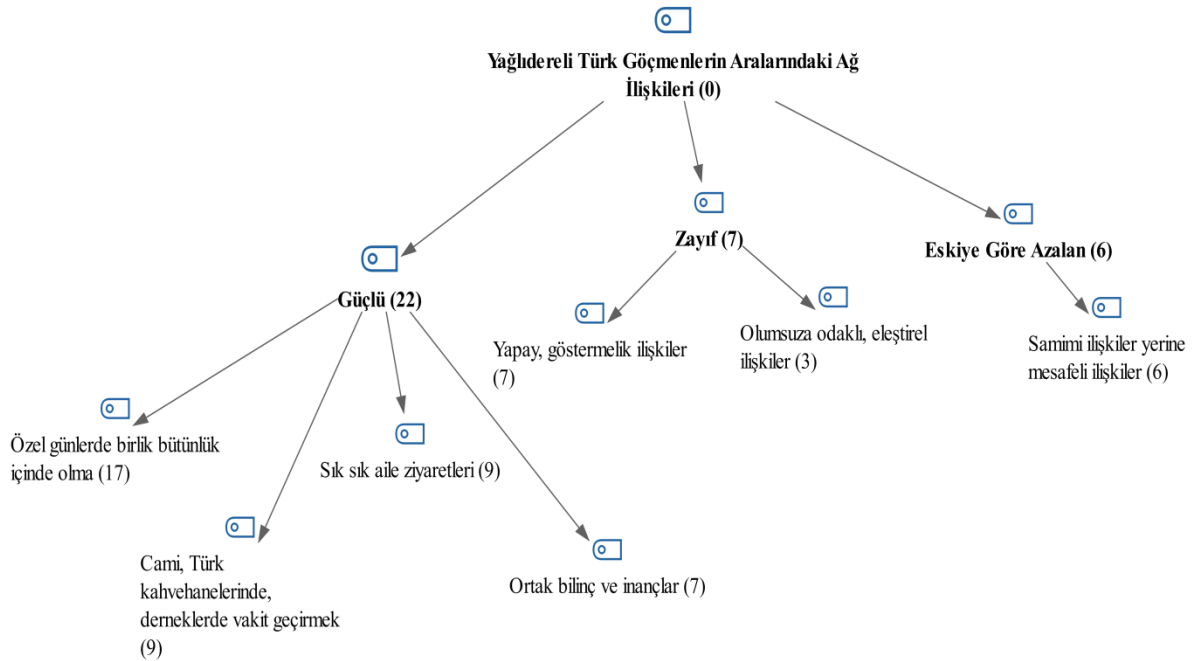 Yağlıdereli Türk Göçmenlerin Aralarındaki Ağ
İlişkileri (0)
Güçlü (22)
Zayıf (7)
Eskiye Göre Azalan (6)
Özel günlerde birlik bütünlük
içinde olma (17)
Cami, Türk
kahvehanelerinde,
derneklerde vakit geçirmek
(9)
Sık sık aile ziyaretleri (9)
Ortak bilinç ve inançlar (7)
Yapay, göstermelik ilişkiler
(7)
Olumsuza odaklı, eleştirel
ilişkiler (3)
Samimi ilişkiler yerine
mesafeli ilişkiler (6)